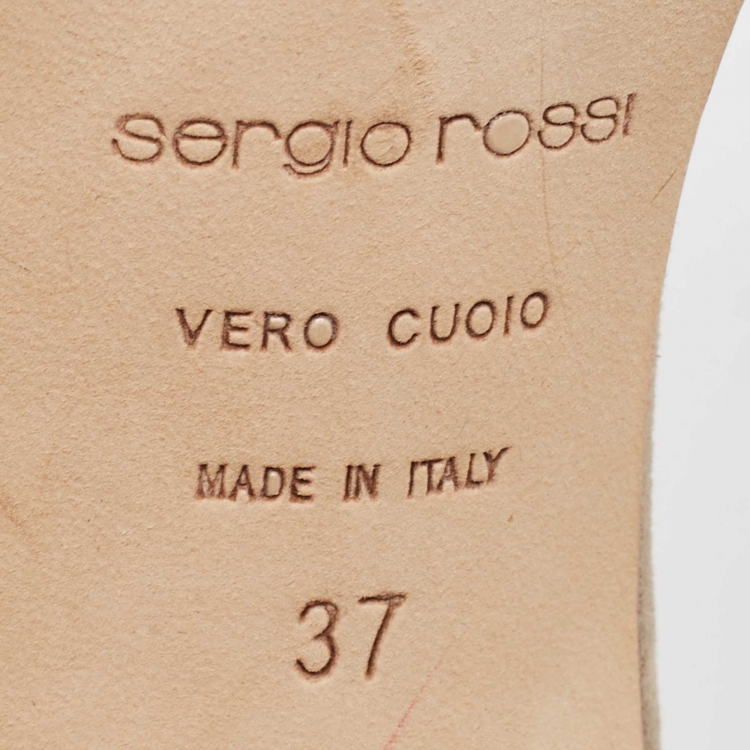 sergio rossi
VERO CUOIO
MADE IN ITALY
37